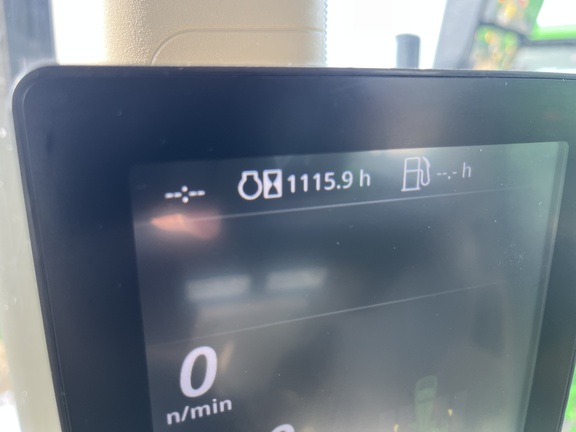 --:-- 1115.9 h --.- h
0
n/min